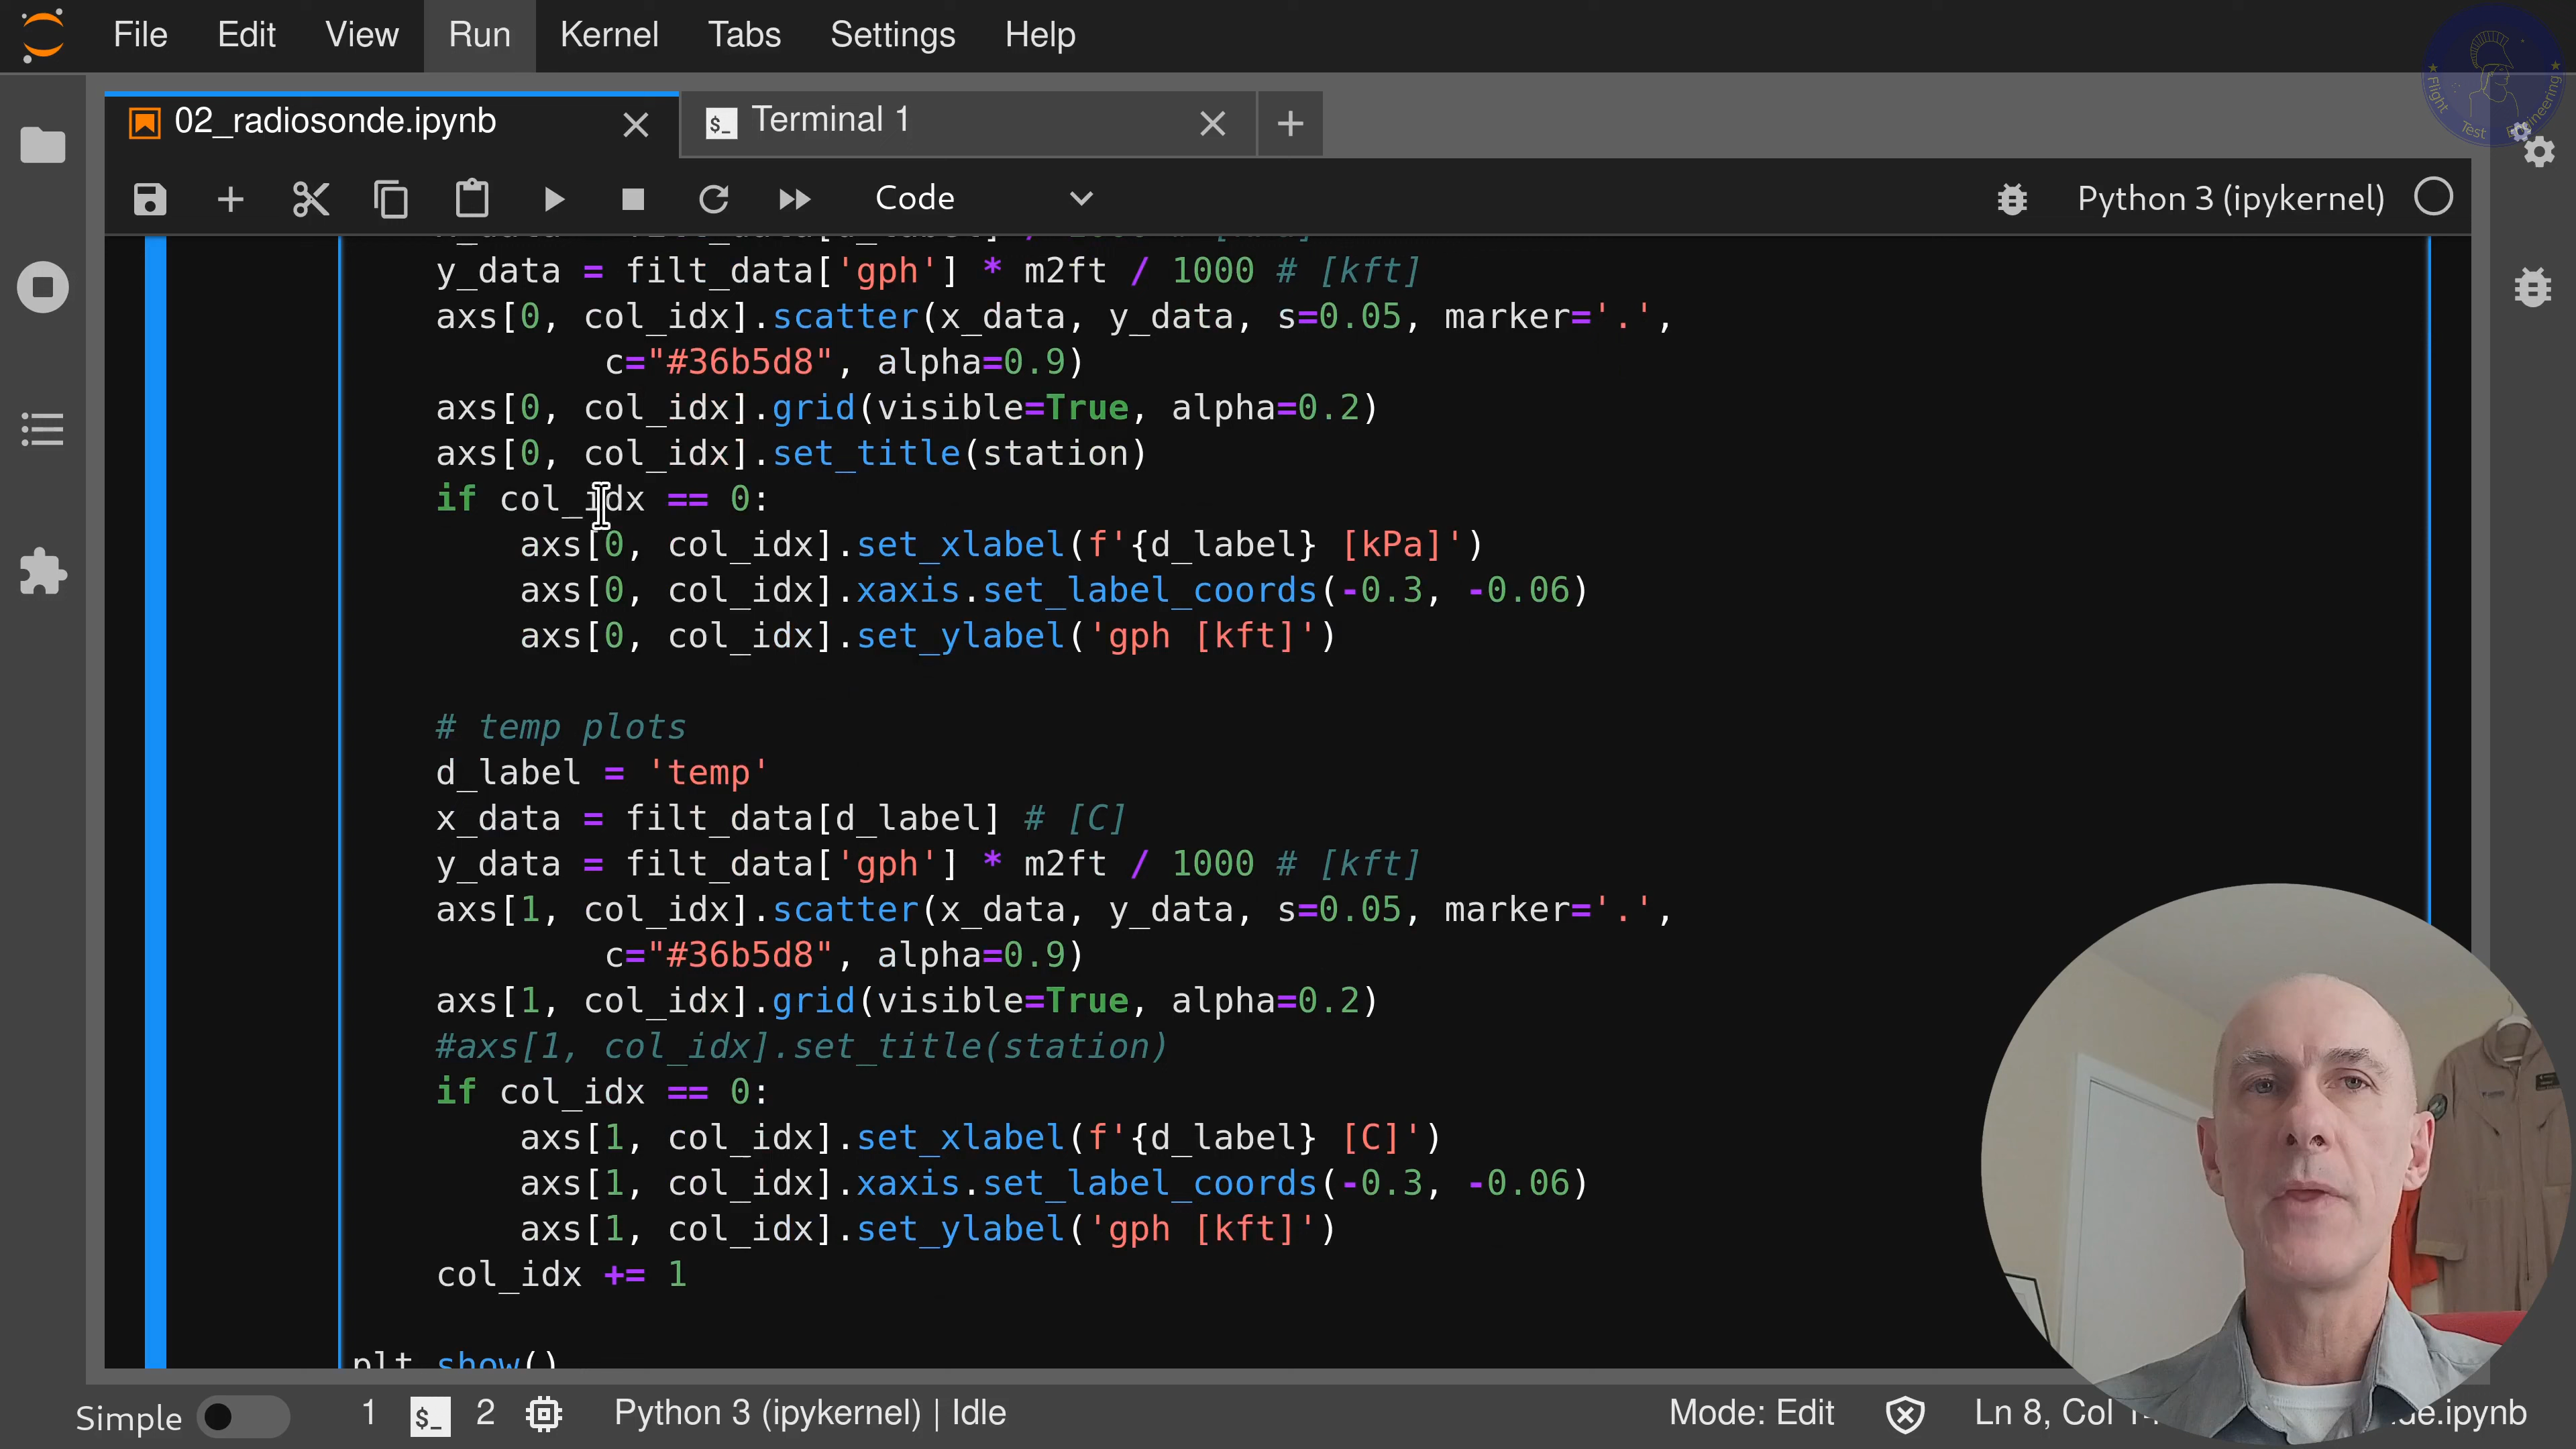 File Edit View Run Kernel Tabs Settings Help
Flight Test Engineering
02_radiosonde.ipynb
Terminal 1
Code
Python 3 (ipykernel)
y_data = filt_data['gph'] * m2ft / 1000 # [kft]
axs[0, col_idx].scatter(x_data, y_data, s=0.05, marker='.',
c="#36b5d8", alpha=0.9)
axs[0, col_idx].grid(visible=True, alpha=0.2)
axs[0, col_idx].set_title(station)
if col_idx == 0:
axs[0, col_idx].set_xlabel(f'{d_label} [kPa]')
axs[0, col_idx].xaxis.set_label_coords(-0.3, -0.06)
axs[0, col_idx].set_ylabel('gph [kft]')
# temp plots
d_label = 'temp'
x_data = filt_data[d_label] # [C]
y_data = filt_data['gph'] * m2ft / 1000 # [kft]
axs[1, col_idx].scatter(x_data, y_data, s=0.05, marker='.',
c="#36b5d8", alpha=0.9)
axs[1, col_idx].grid(visible=True, alpha=0.2)
#axs[1, col_idx].set_title(station)
if col_idx == 0:
axs[1, col_idx].set_xlabel(f'{d_label} [C]')
axs[1, col_idx].xaxis.set_label_coords(-0.3, -0.06)
axs[1, col_idx].set_ylabel('gph [kft]')
col_idx += 1
plt.show()
Simple 1 $_ 2 Python 3 (ipykernel) | Idle Mode: Edit Ln 8, Col de.ipynb